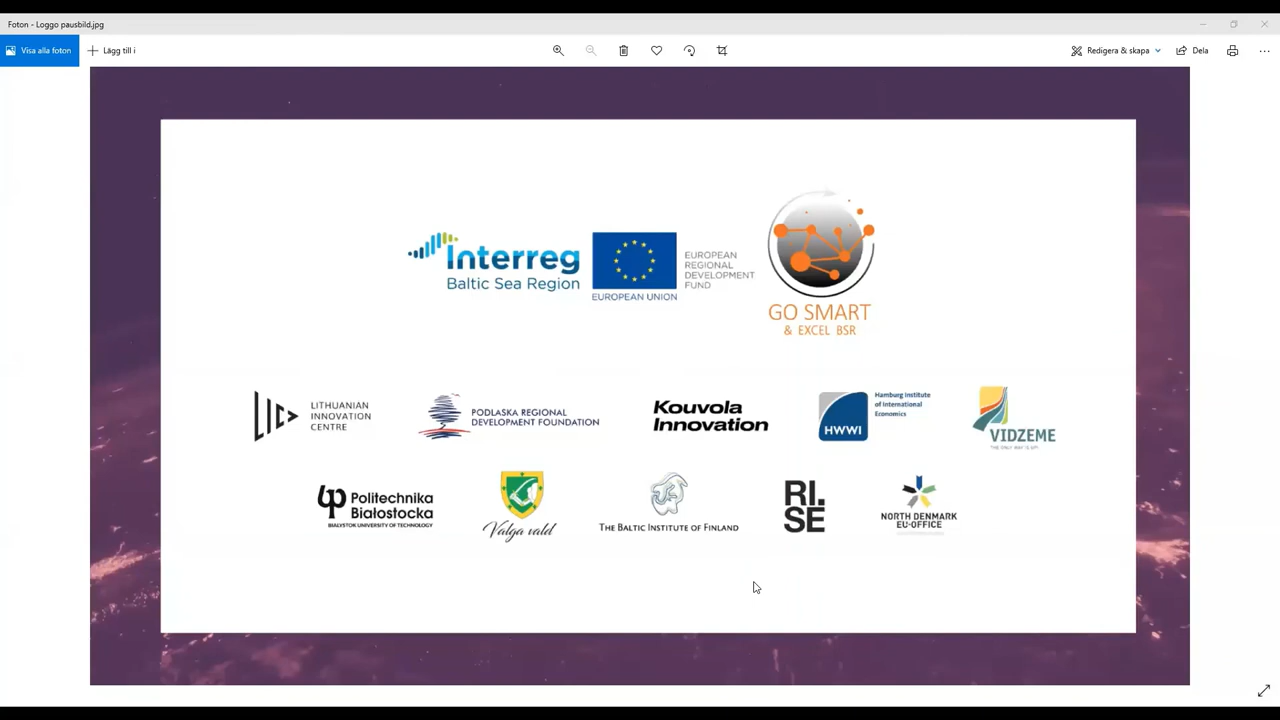 Foton - Loggo pausbild.jpg
Visa alla foton
Lägg till i
Redigera & skapa
Dela
Interreg
Baltic Sea Region
EUROPEAN UNION
EUROPEAN
REGIONAL
DEVELOPMENT
FUND
GO SMART
& EXCEL BSR
LIC
LITHUANIAN
INNOVATION
CENTRE
PODLASKA REGIONAL
DEVELOPMENT FOUNDATION
Kouvola
Innovation
HWWI
Hamburg Institute
of International
Economics
VIDZEME
Politechnika
Białostocka
BIALYSTOK UNIVERSITY OF TECHNOLOGY
Valga vald
THE BALTIC INSTITUTE OF FINLAND
RI.
SE
NORTH DENMARK
EU-OFFICE